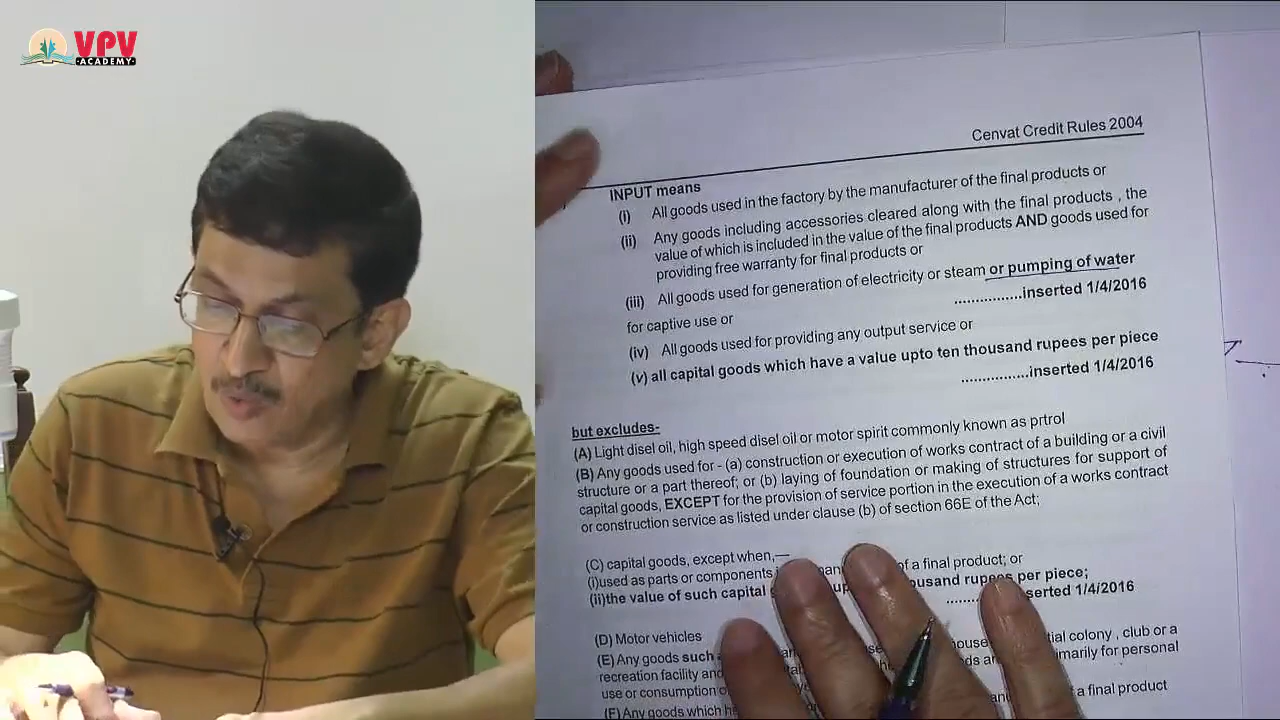 VPV
ACADEMY
Cenvat Credit Rules 2004
INPUT means
(i) All goods used in the factory by the manufacturer of the final products or
(ii) Any goods including accessories cleared along with the final products , the
value of which is included in the value of the final products AND goods used for
providing free warranty for final products or
(iii) All goods used for generation of electricity or steam or pumping of water
................inserted 1/4/2016
for captive use or
(iv) All goods used for providing any output service or
(v) all capital goods which have a value upto ten thousand rupees per piece
................inserted 1/4/2016
but excludes-
(A) Light disel oil, high speed disel oil or motor spirit commonly known as prtrol
(B) Any goods used for - (a) construction or execution of works contract of a building or a civil
structure or a part thereof; or (b) laying of foundation or making of structures for support of
capital goods, EXCEPT for the provision of service portion in the execution of a works contract
or construction service as listed under clause (b) of section 66E of the Act;
(C) capital goods, except when,—
(i)used as parts or components of a final product; or
(ii)the value of such capital rupees per piece;
1/4/2016
(D) Motor vehicles
(E) Any goods such colony , club or a
recreation facility and for personal
use or consumption
(F) Any goods which of a final product